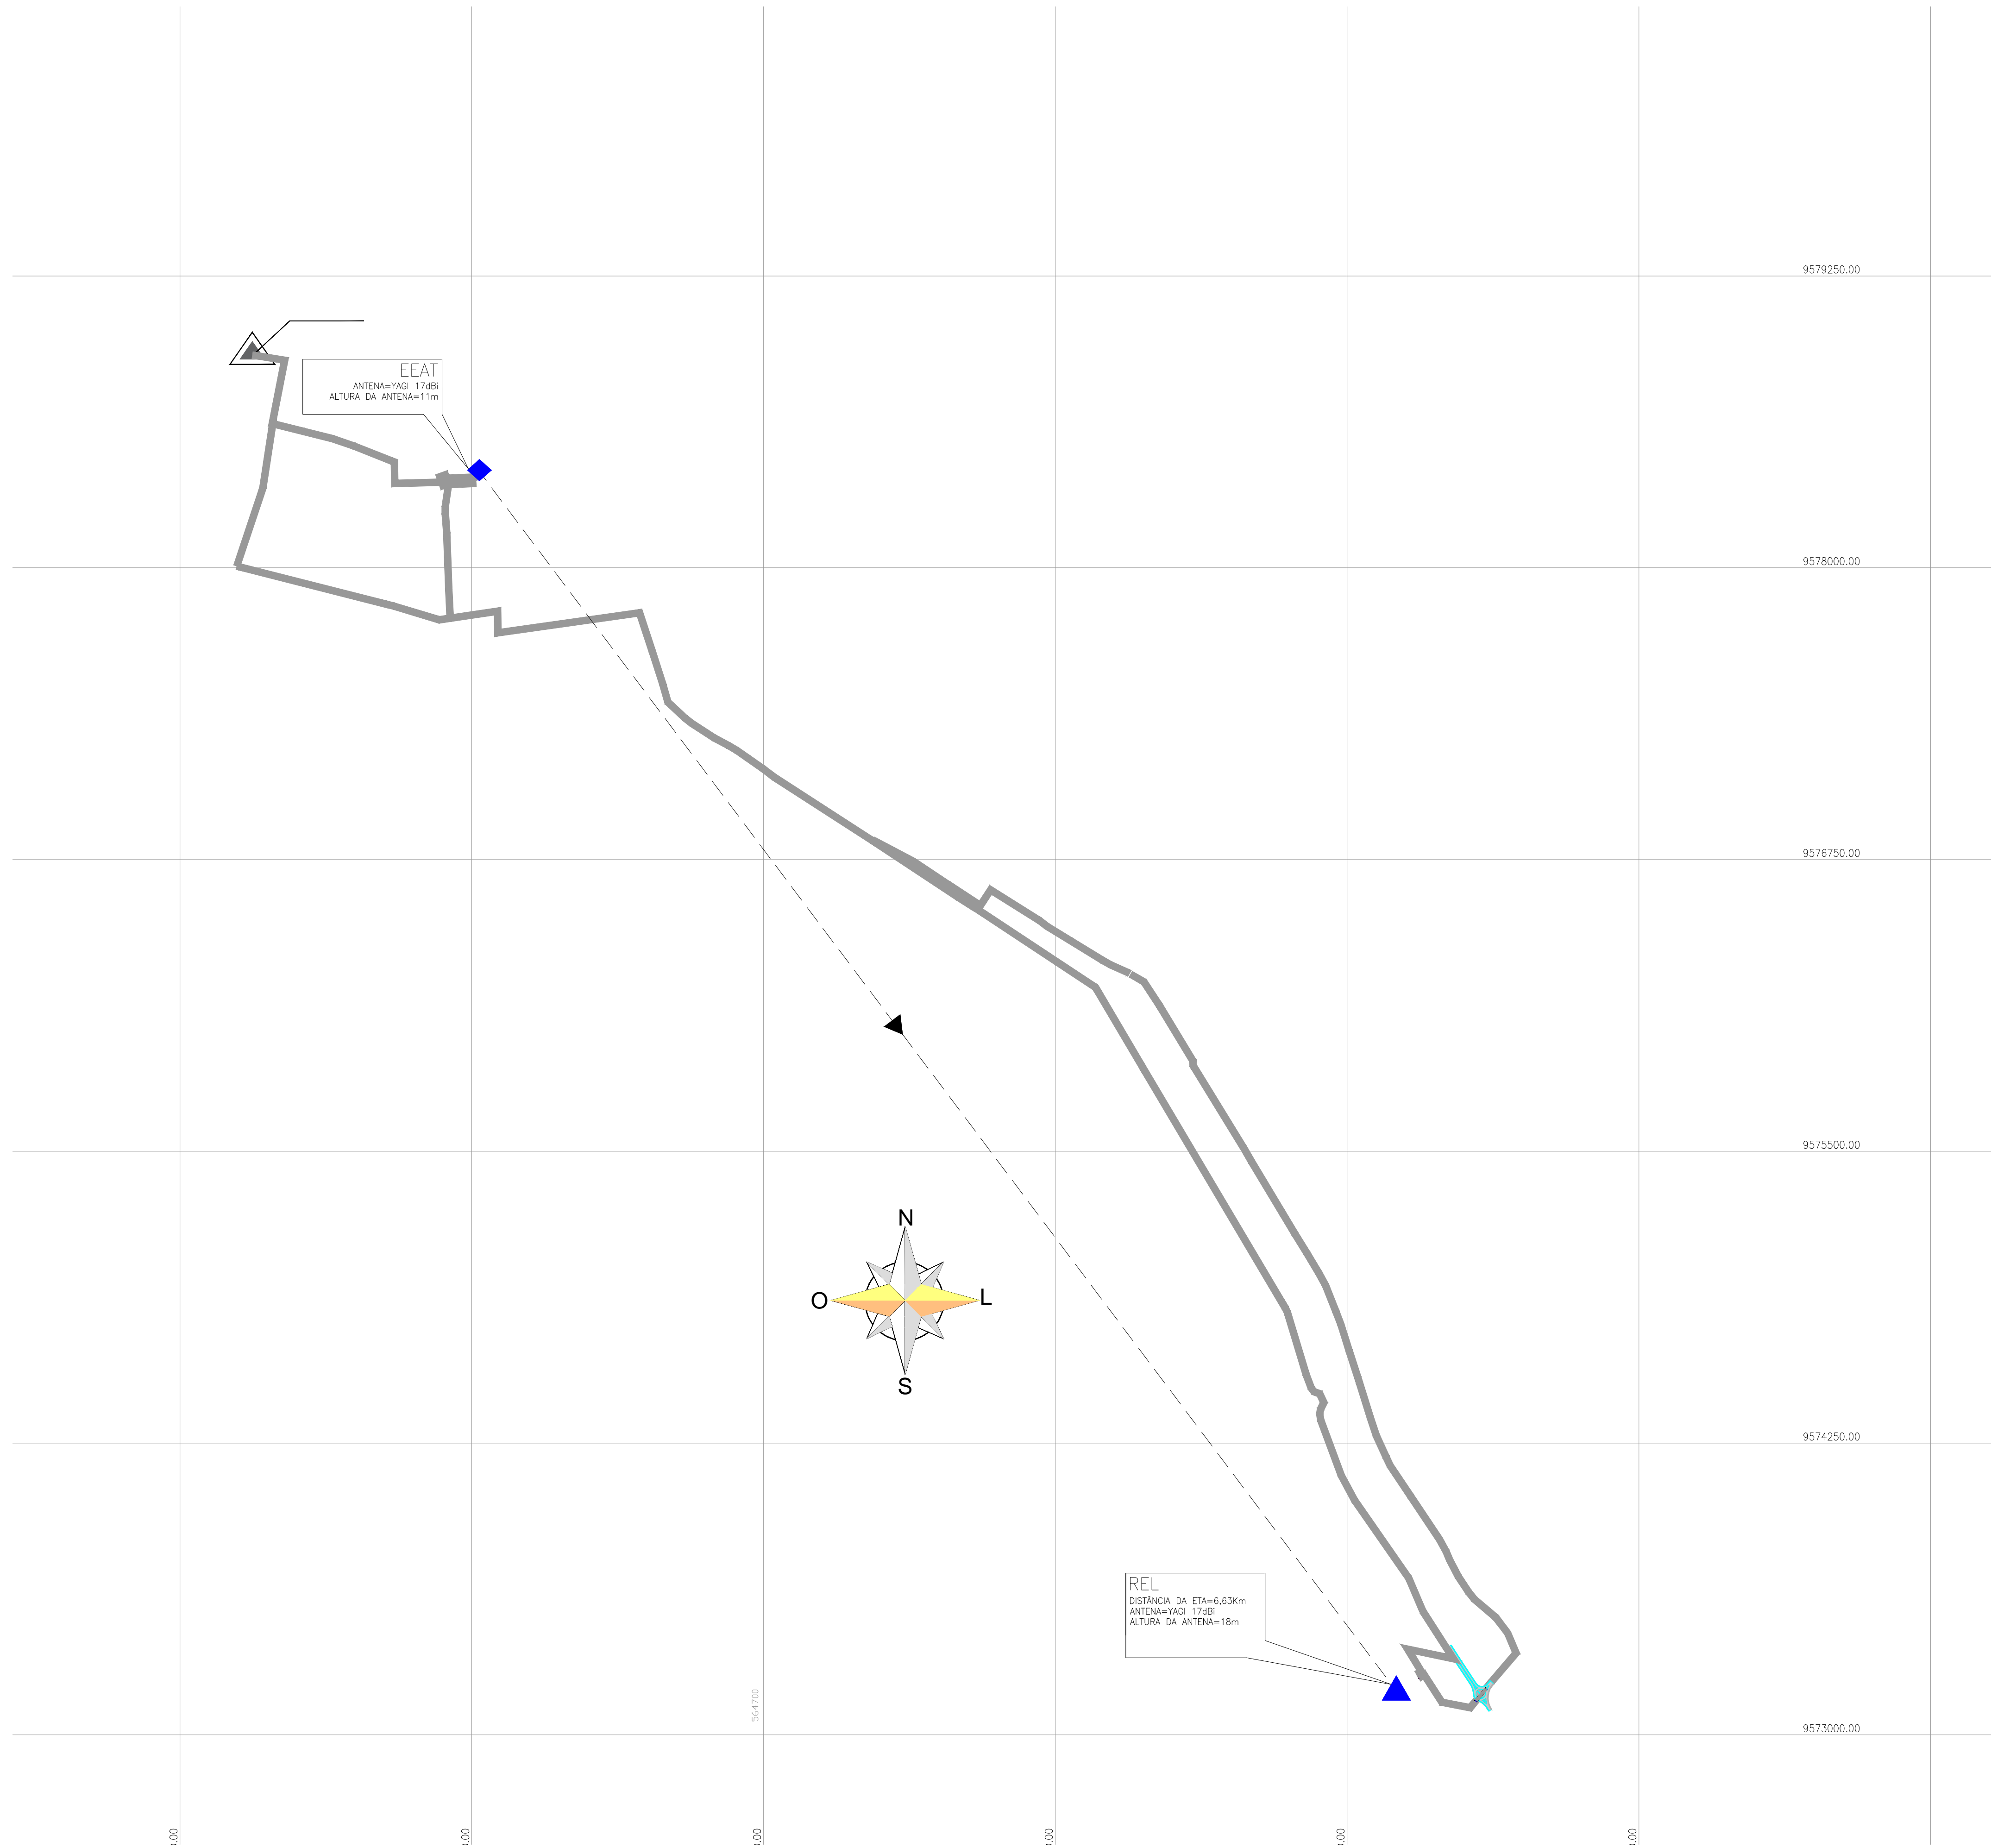 9579250.00
EEAT
ANTENA=YAGI 17dBi
ALTURA DA ANTENA=11m
9578000.00
9576750.00
9575500.00
N
O
L
S
9574250.00
REL
DISTÂNCIA DA ETA=6,63Km
ANTENA=YAGI 17dBi
ALTURA DA ANTENA=18m
564700
9573000.00